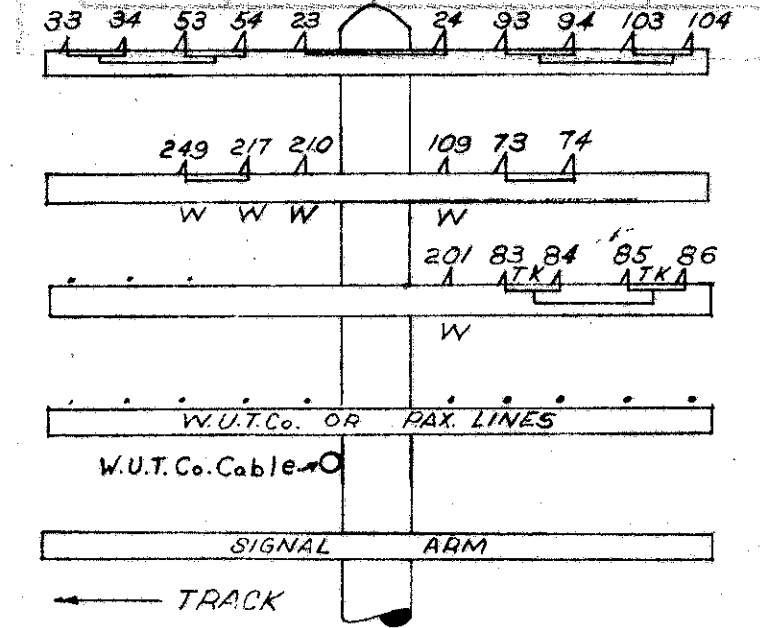 33 34 53 54 23 24 93 94 103 104
249 217 210 109 73 74
W W W W
201 83 84 85 86
TK TK
W
W.U.T.Co. OR PAX. LINES
W.U.T.Co.Cable
SIGNAL ARM
TRACK